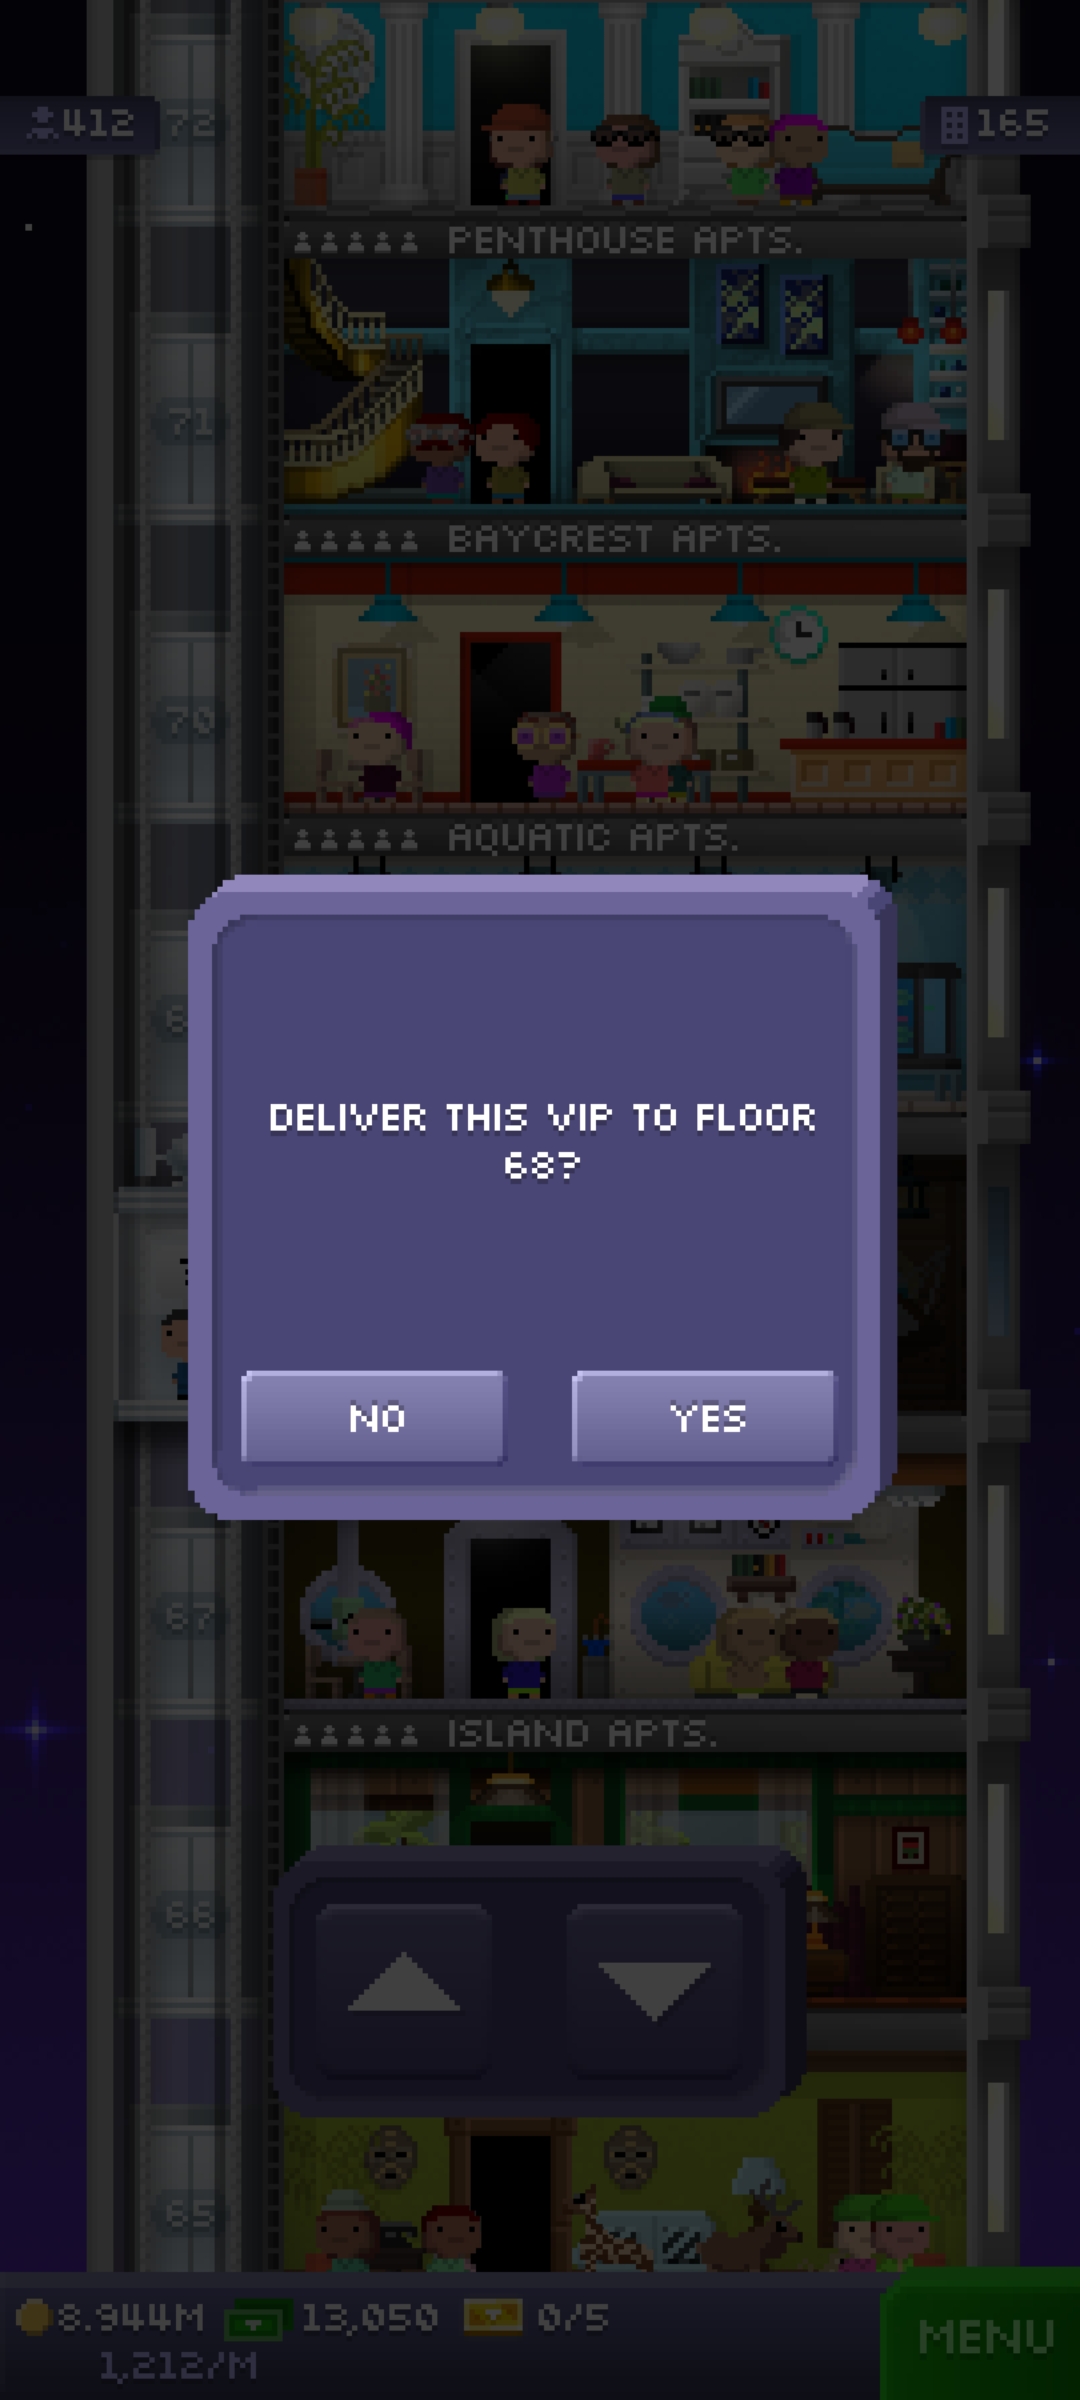 412
72
165
PENTHOUSE APTS.
71
BAYCREST APTS.
70
AQUATIC APTS.
DELIVER THIS VIP TO FLOOR
68?
NO
YES
67
ISLAND APTS.
66
65
8.944M
13,050
0/5
1,212/M
MENU